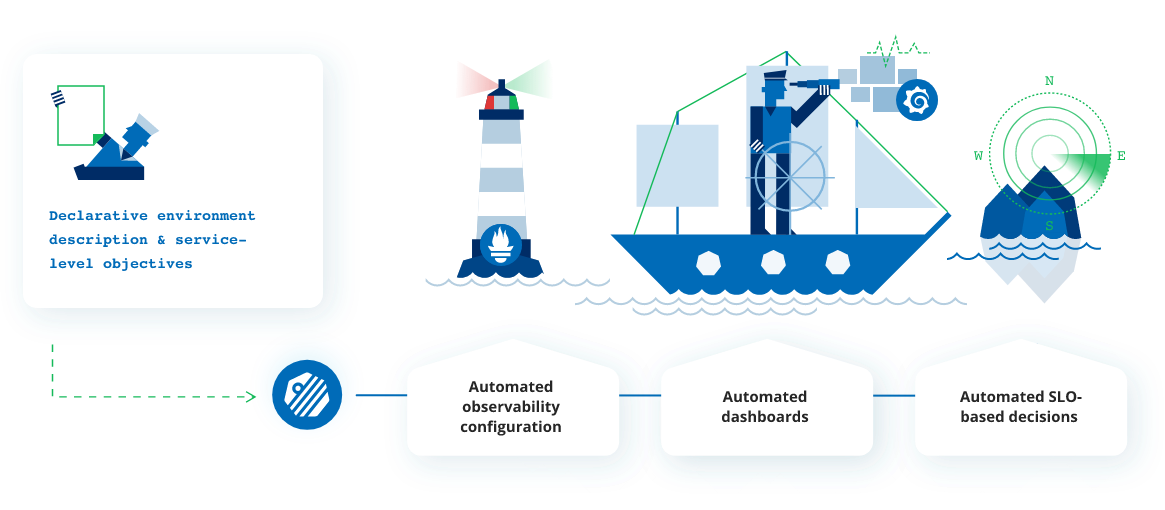 Declarative environment
description & service-
level objectives
N
W
E
S
Automated
observability
configuration
Automated
dashboards
Automated SLO-
based decisions